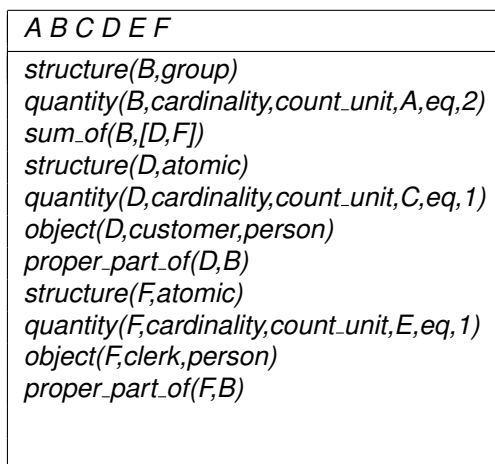 A B C D E F
structure(B,group)
quantity(B,cardinality,count_unit,A,eq,2)
sum_of(B,[D,F])
structure(D,atomic)
quantity(D,cardinality,count_unit,C,eq,1)
object(D,customer,person)
proper_part_of(D,B)
structure(F,atomic)
quantity(F,cardinality,count_unit,E,eq,1)
object(F,clerk,person)
proper_part_of(F,B)